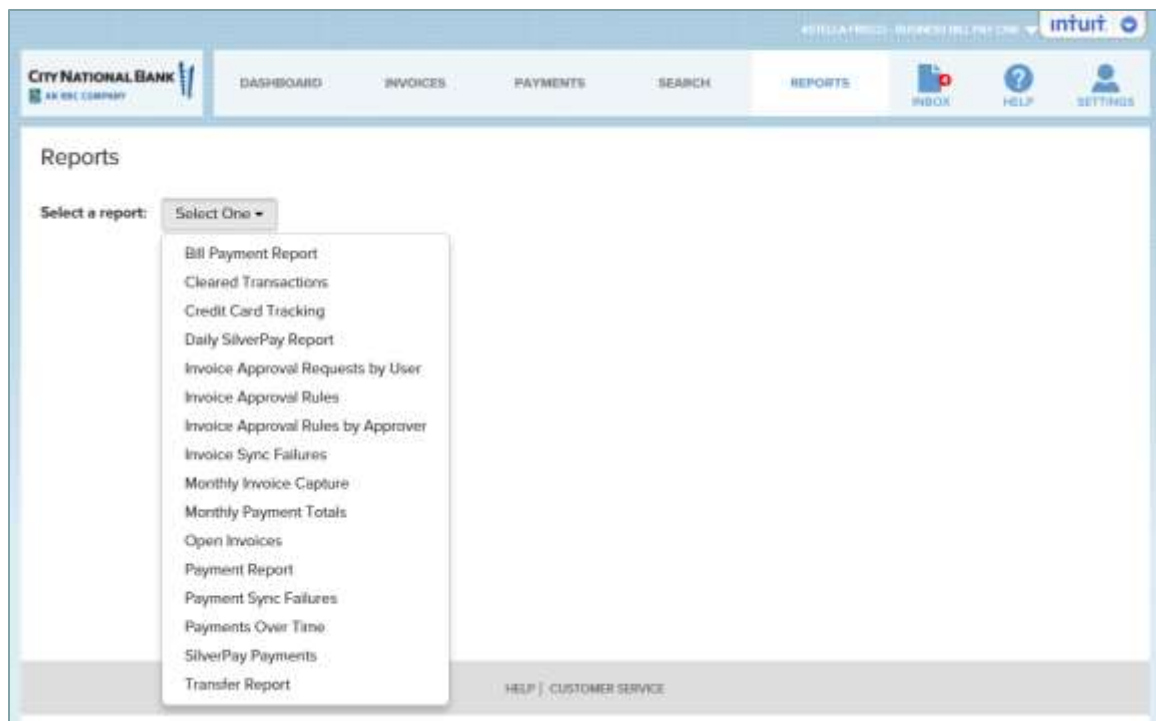 intuit
CITY NATIONAL BANK
AN RBC COMPANY
DASHBOARD
INVOICES
PAYMENTS
SEARCH
REPORTS
INBOX
HELP
SETTINGS
Reports
Select a report: Select One
Bill Payment Report
Cleared Transactions
Credit Card Tracking
Daily SilverPay Report
Invoice Approval Requests by User
Invoice Approval Rules
Invoice Approval Rules by Approver
Invoice Sync Failures
Monthly Invoice Capture
Monthly Payment Totals
Open Invoices
Payment Report
Payment Sync Failures
Payments Over Time
SilverPay Payments
Transfer Report
HELP | CUSTOMER SERVICE